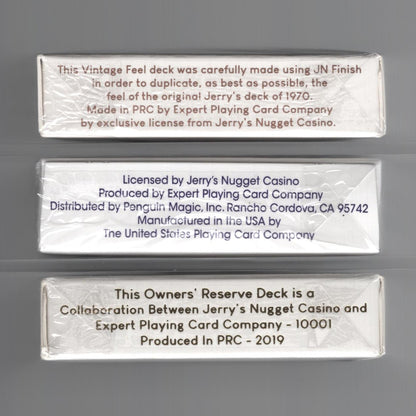 This Vintage Feel deck was carefully made using JN Finish
in order to duplicate, as best as possible, the
feel of the original Jerry's deck of 1970.
Made in PRC by Expert Playing Card Company
by exclusive license from Jerry's Nugget Casino.
Licensed by Jerry's Nugget Casino
Produced by Expert Playing Card Company
Distributed by Penguin Magic, Inc. Rancho Cordova, CA 95742
Manufactured in the USA by
The United States Playing Card Company
This Owners' Reserve Deck is a
Collaboration Between Jerry's Nugget Casino and
Expert Playing Card Company - 10001
Produced In PRC - 2019